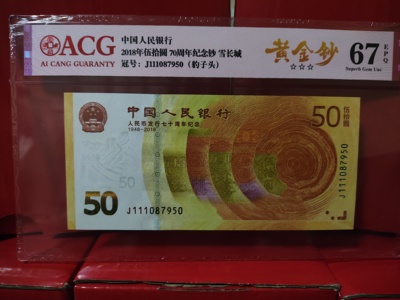 ACG
AI CANG GUARANTY
中国人民银行
2018年伍拾圆 70周年纪念钞 雪长城
冠号：J111087950（豹子头）
黄金钞
☆☆☆
67 EPQ
Superb Gem Unc
中国人民银行
人民币发行七十周年纪念
1948-2018
50 伍拾圆
50
50
J111087950
J111087950